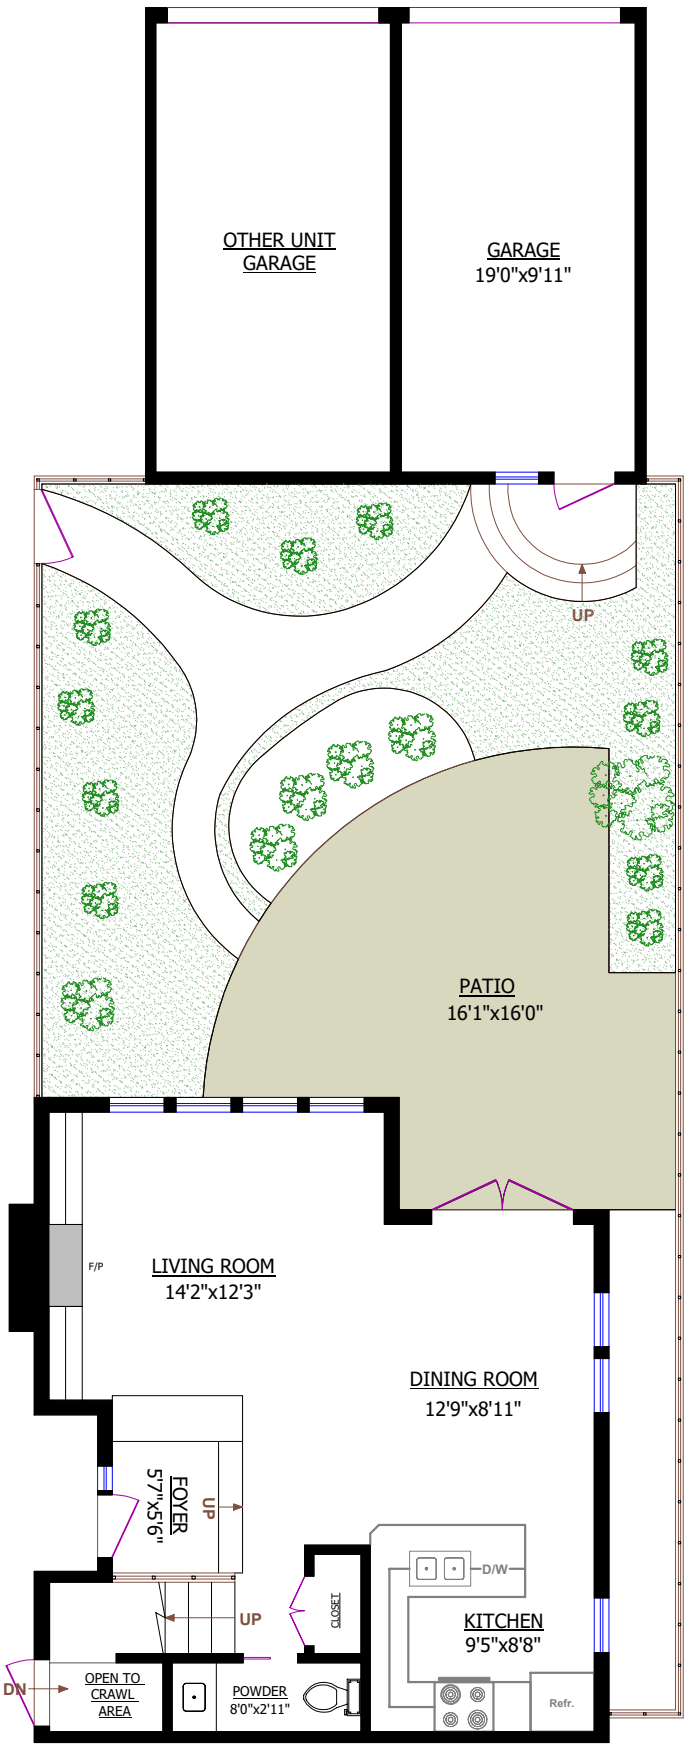 OTHER UNIT
GARAGE
GARAGE
19'0"x9'11"
UP
PATIO
16'1"x16'0"
F/P
LIVING ROOM
14'2"x12'3"
DINING ROOM
12'9"x8'11"
FOYER
5'7"x5'6"
UP
UP
CLOSET
D/W
KITCHEN
9'5"x8'8"
DN
OPEN TO
CRAWL
AREA
POWDER
8'0"x2'11"
Refr.